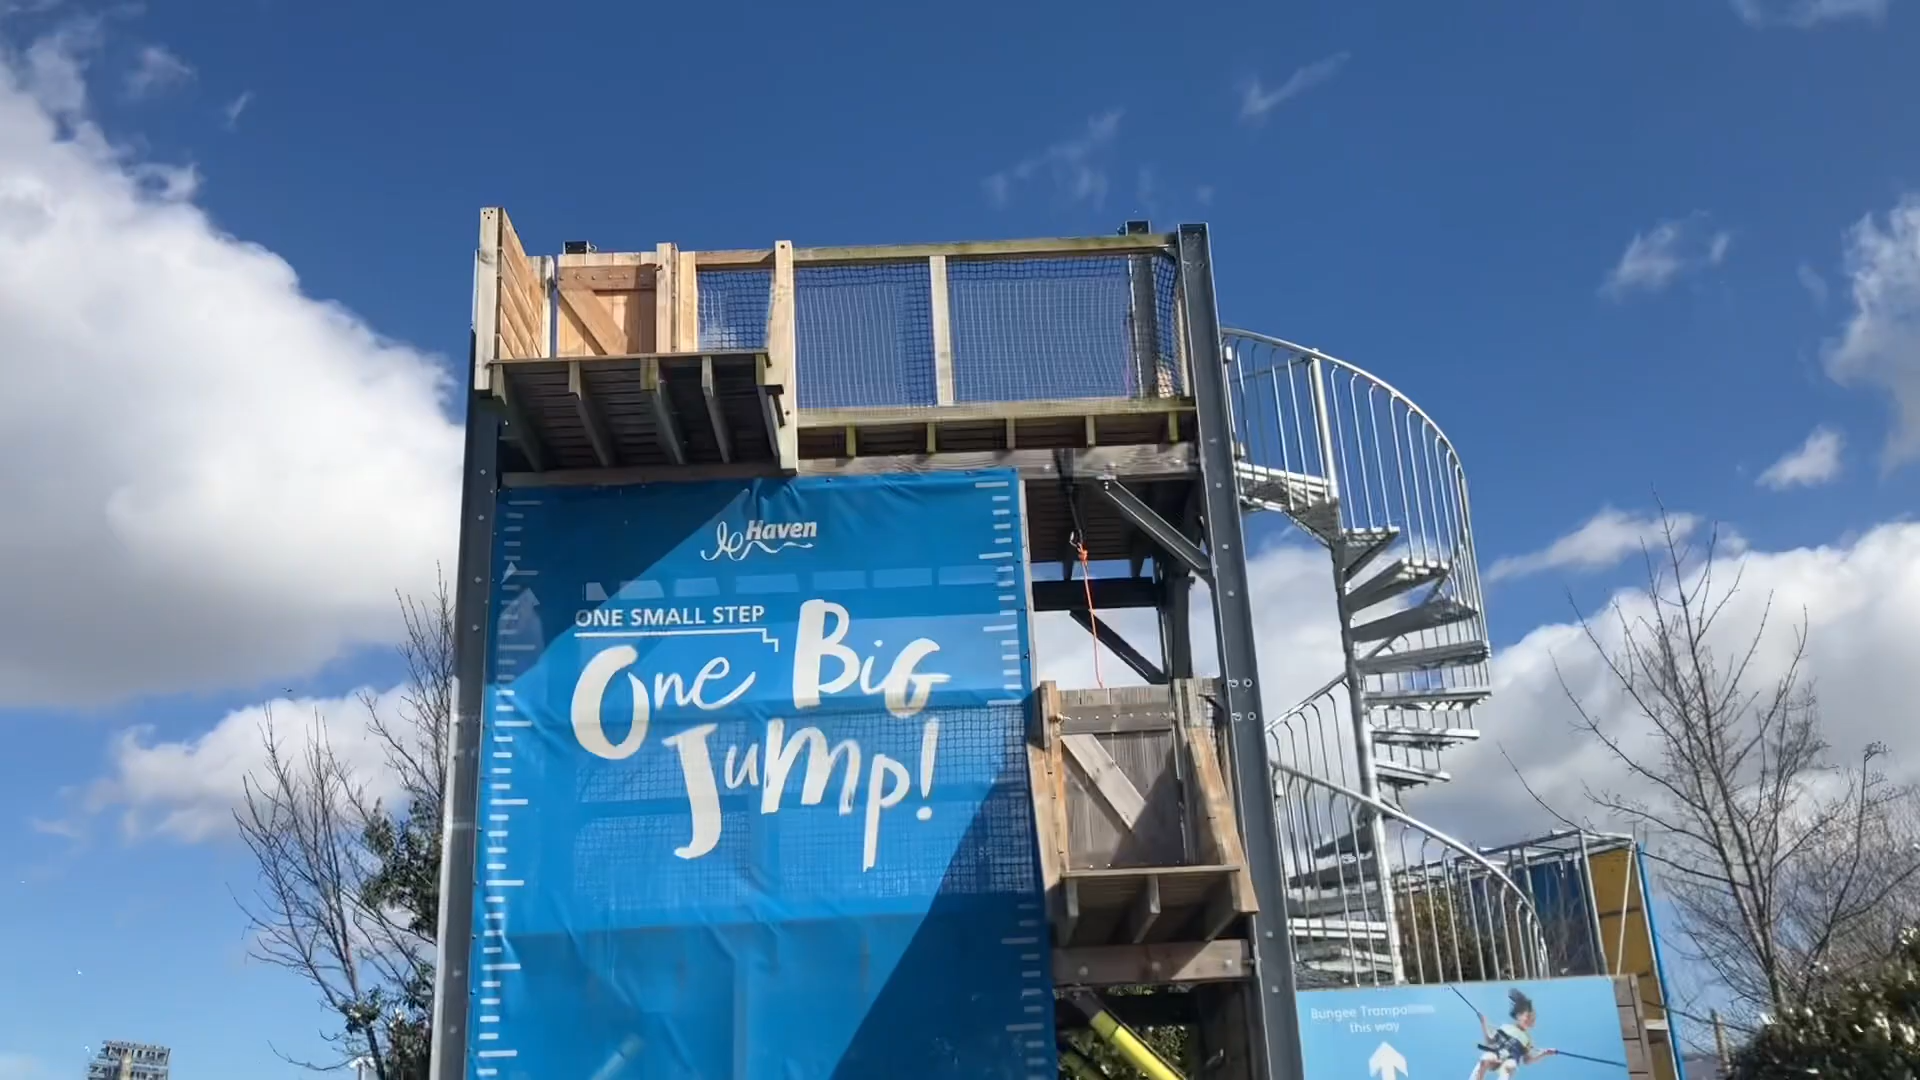 Haven
ONE SMALL STEP
One Big
Jump!
Bungee Trampolines
this way